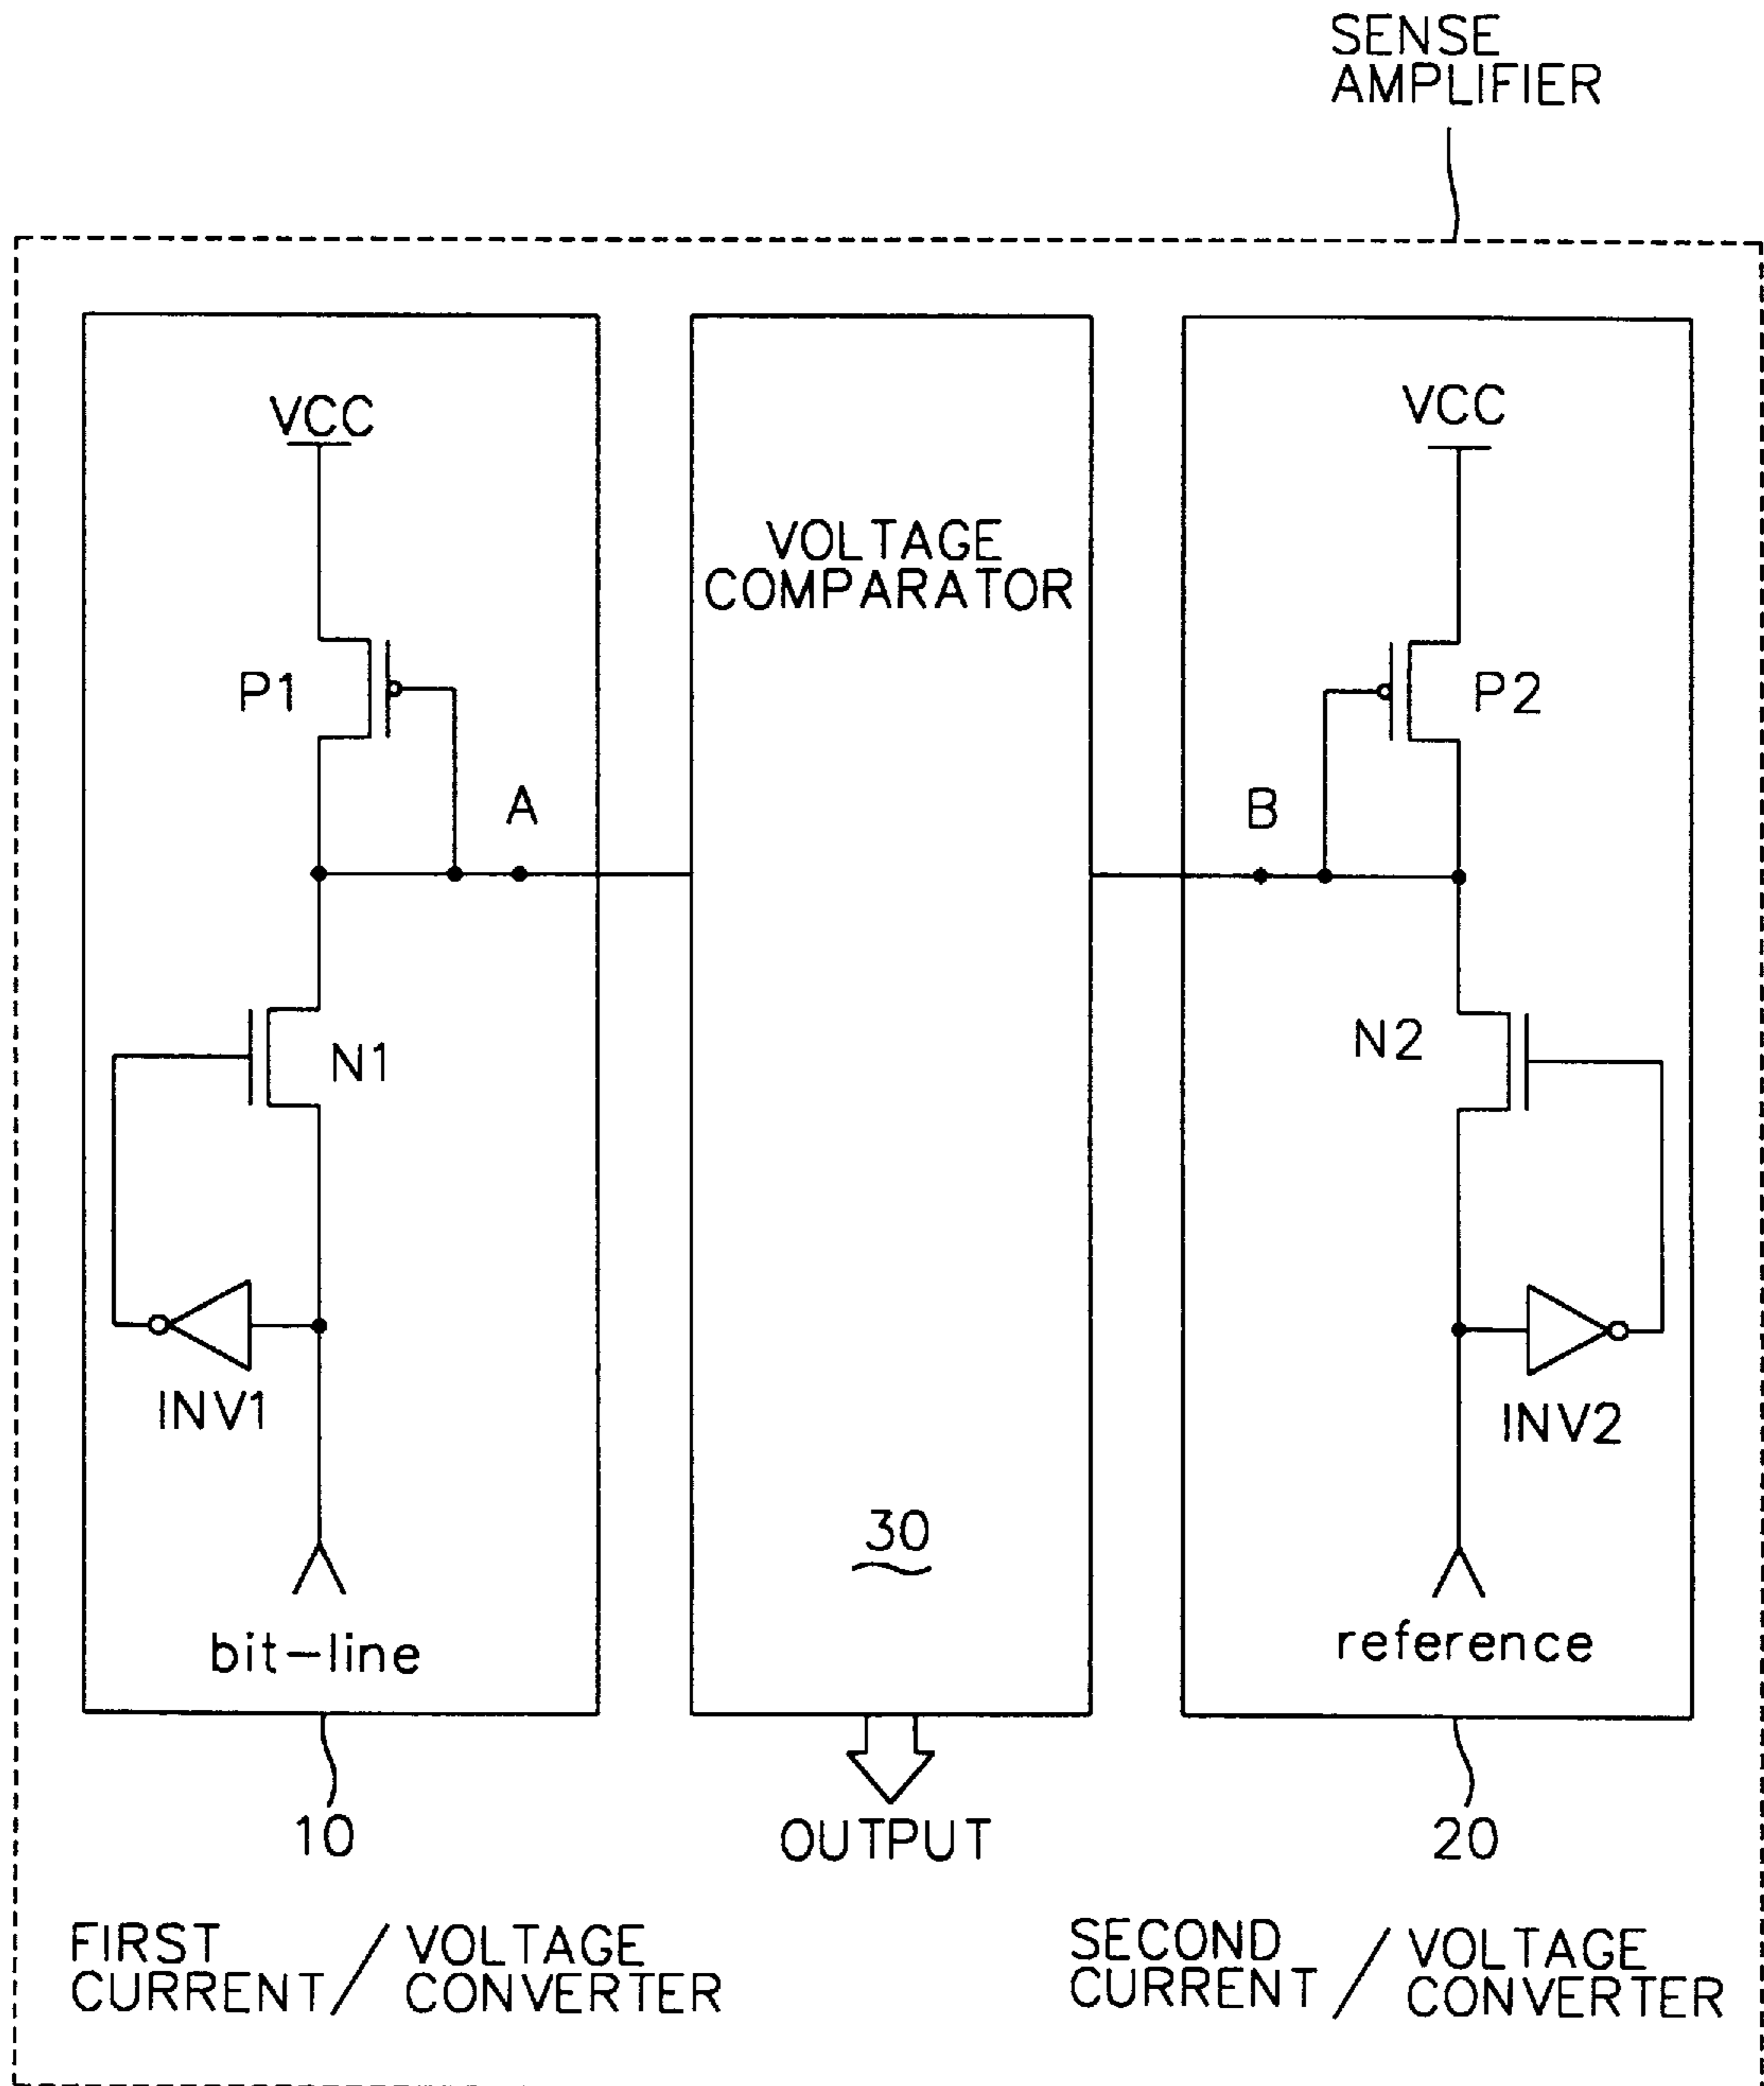 SENSE
AMPLIFIER
VCC
P1
A
N1
INV1
bit-line
10
VOLTAGE
COMPARATOR
30
OUTPUT
VCC
P2
B
N2
INV2
reference
20
FIRST
CURRENT / VOLTAGE
CONVERTER
SECOND
CURRENT / VOLTAGE
CONVERTER